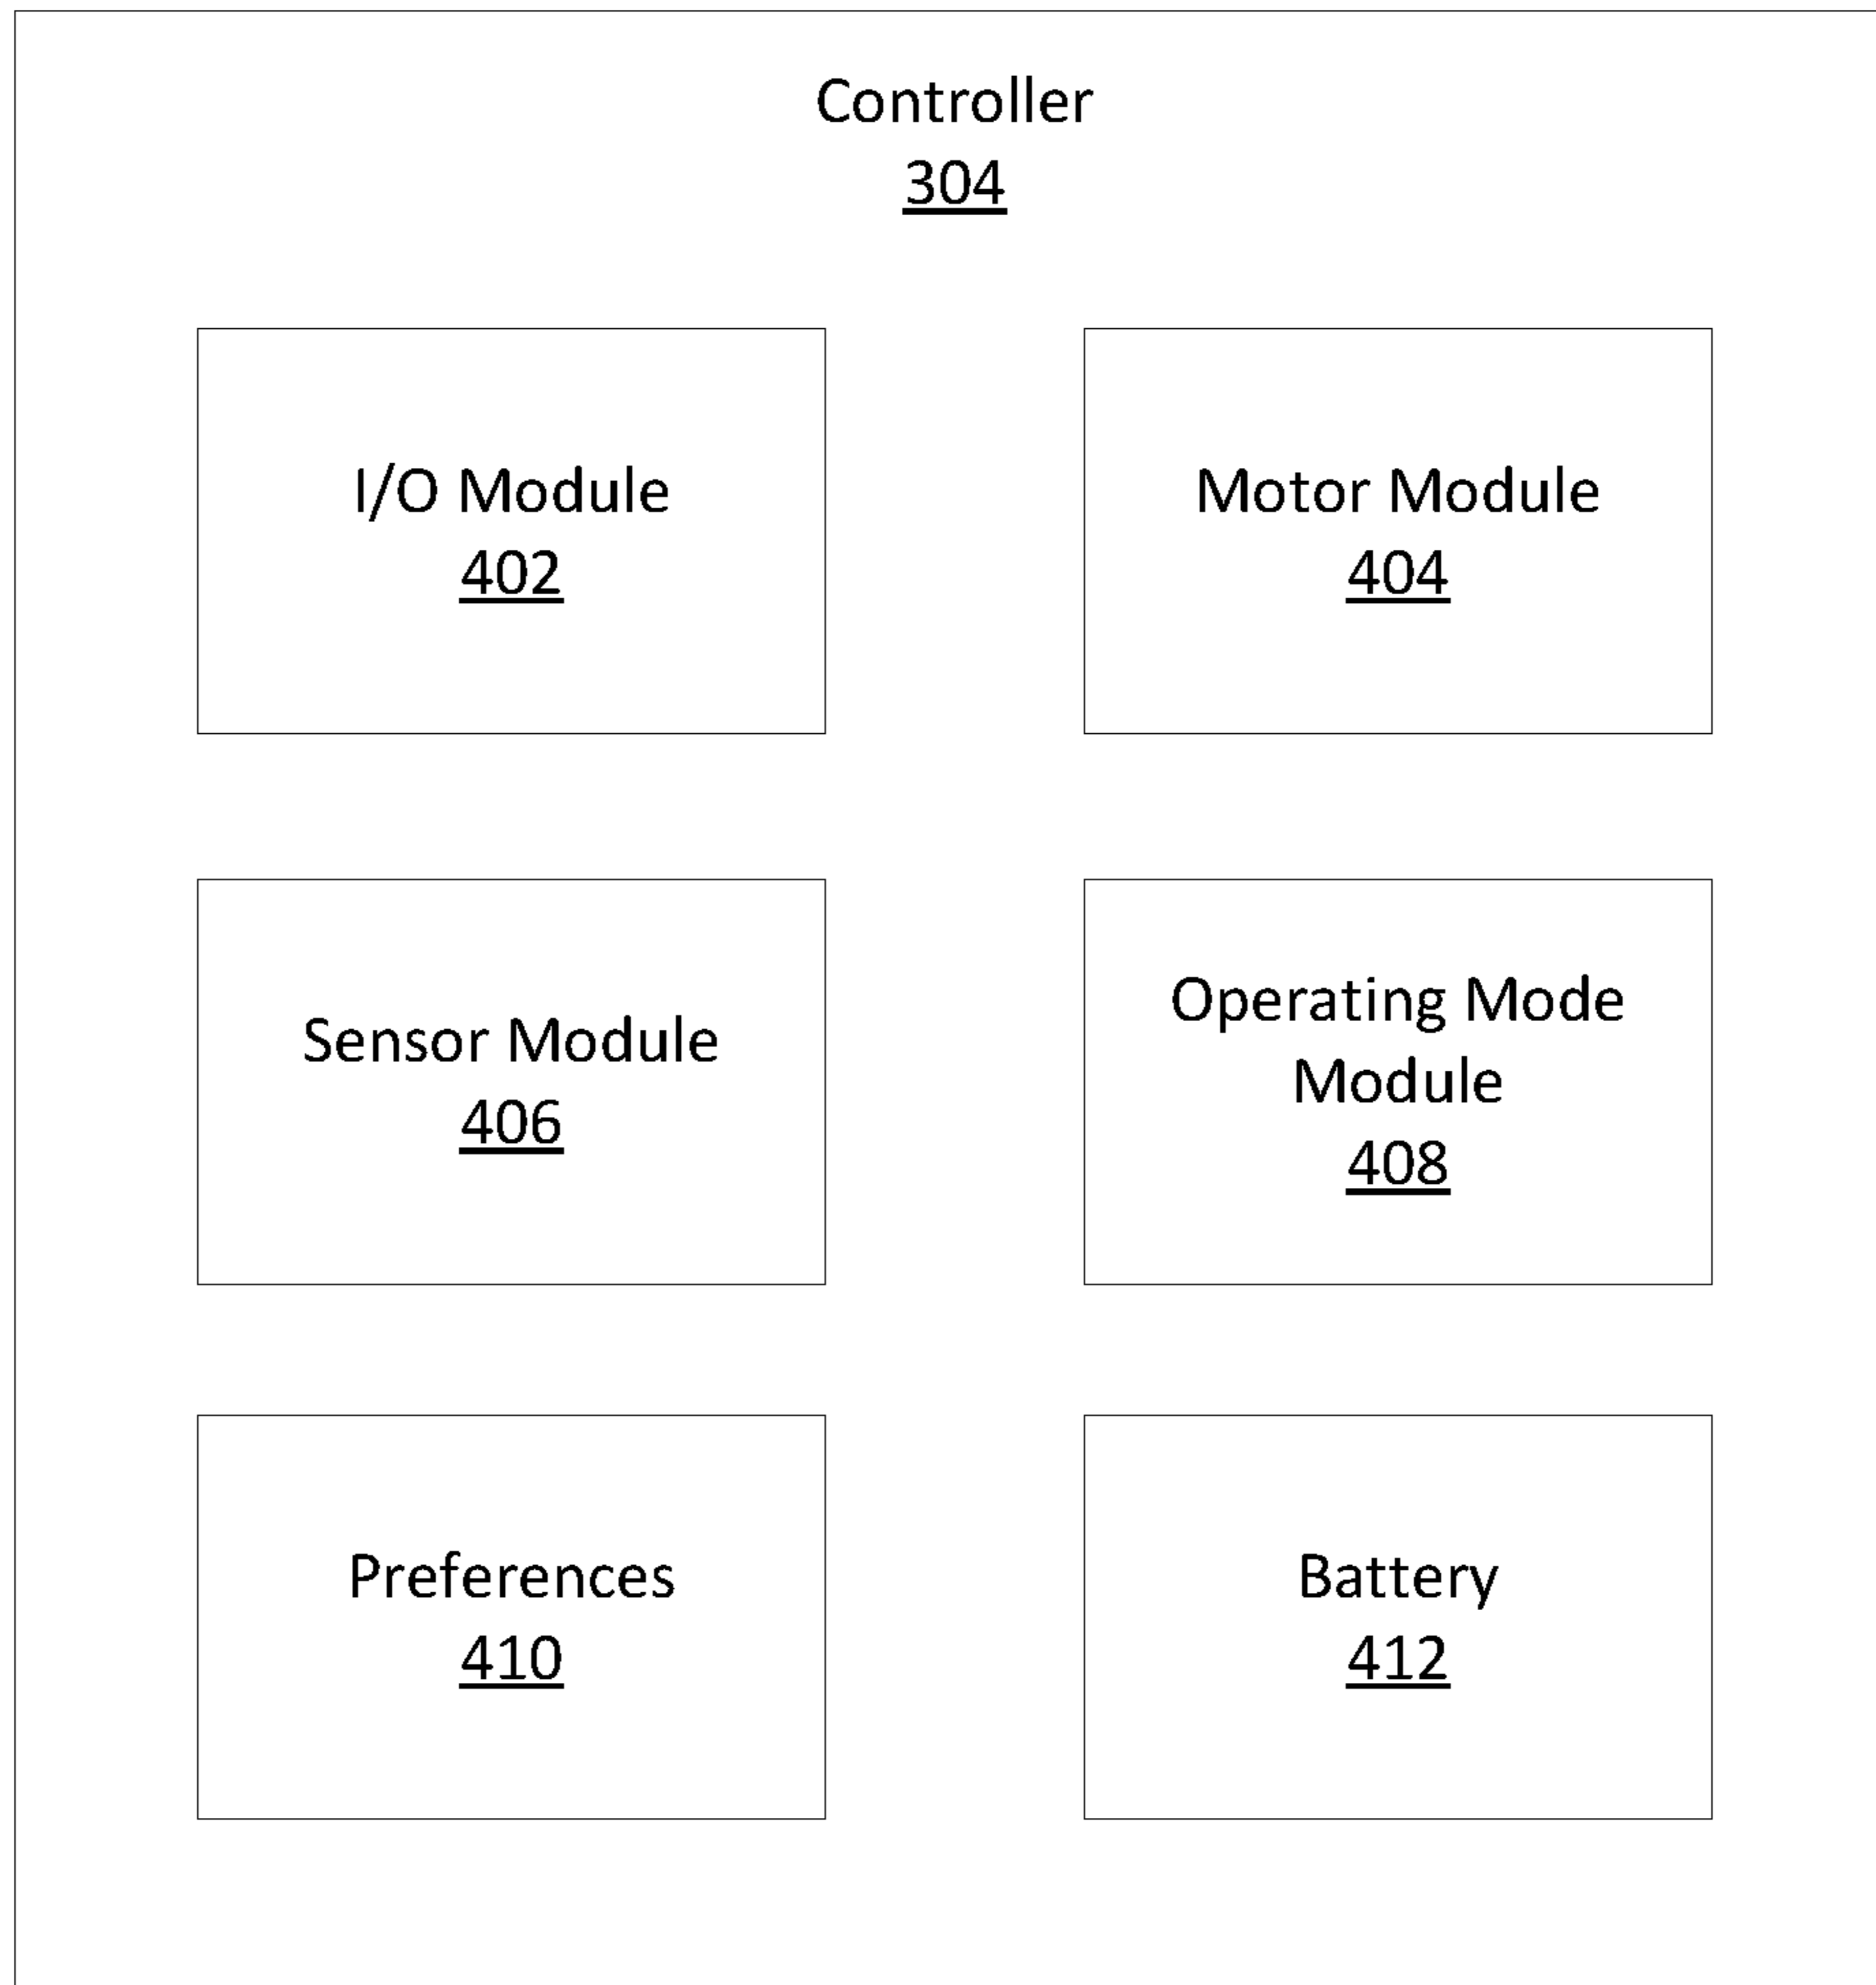 Controller
304
I/O Module
402
Motor Module
404
Sensor Module
406
Operating Mode
Module
408
Preferences
410
Battery
412